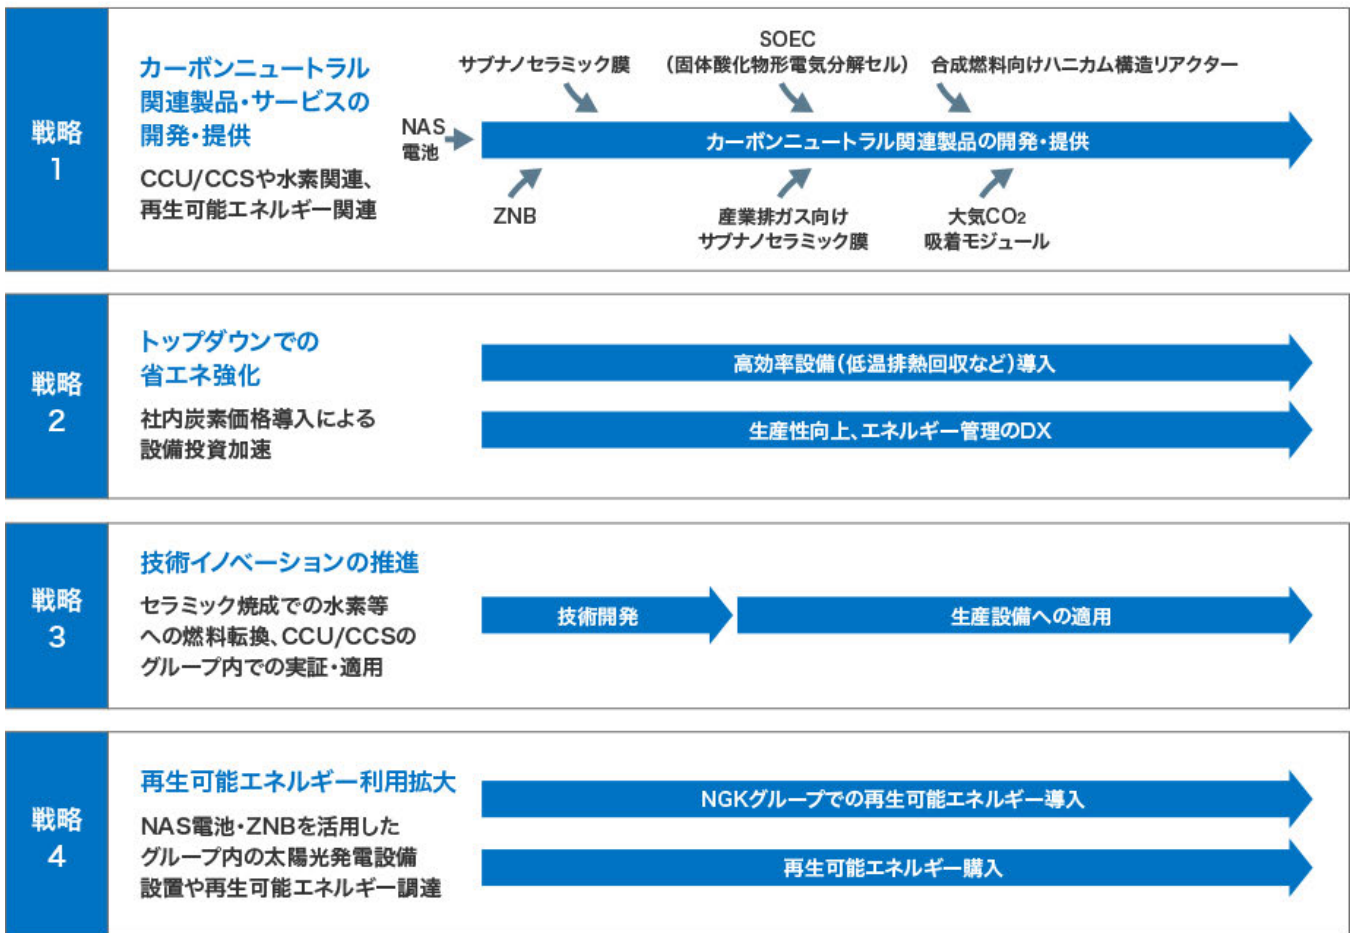 戦略
1
カーボンニュートラル
関連製品・サービスの
開発・提供
CCU/CCSや水素関連、
再生可能エネルギー関連
サブナノセラミック膜
SOEC
(固体酸化物形電気分解セル)
合成燃料向けハニカム構造リアクター
NAS
電池
カーボンニュートラル関連製品の開発・提供
ZNB
産業排ガス向け
サブナノセラミック膜
大気CO2
吸着モジュール
戦略
2
トップダウンでの
省エネ強化
社内炭素価格導入による
設備投資加速
高効率設備(低温排熱回収など)導入
生産性向上、エネルギー管理のDX
戦略
3
技術イノベーションの推進
セラミック焼成での水素等
への燃料転換、CCU/CCSの
グループ内での実証・適用
技術開発
生産設備への適用
戦略
4
再生可能エネルギー利用拡大
NAS電池・ZNBを活用した
グループ内の太陽光発電設備
設置や再生可能エネルギー調達
NGKグループでの再生可能エネルギー導入
再生可能エネルギー購入